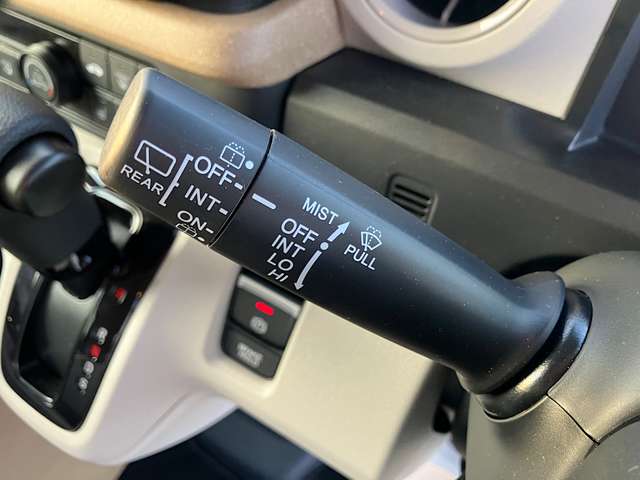 REAR
OFF
INT
ON
MIST
OFF
INT
LO
HI
PULL